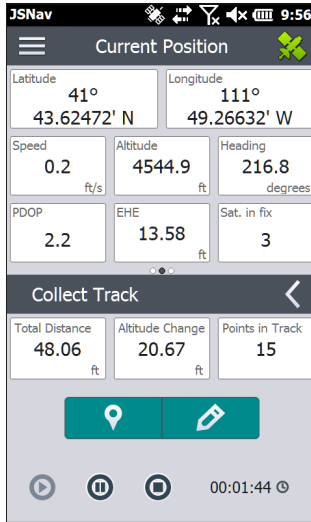 JSNav 9:56
Current Position
Latitude Longitude
41° 111°
43.62472' N 49.26632' W
Speed Altitude Heading
0.2 4544.9 216.8
ft/s ft degrees
PDOP EHE Sat. in fix
2.2 13.58 3
ft
Collect Track
Total Distance Altitude Change Points in Track
48.06 20.67 15
ft ft
00:01:44